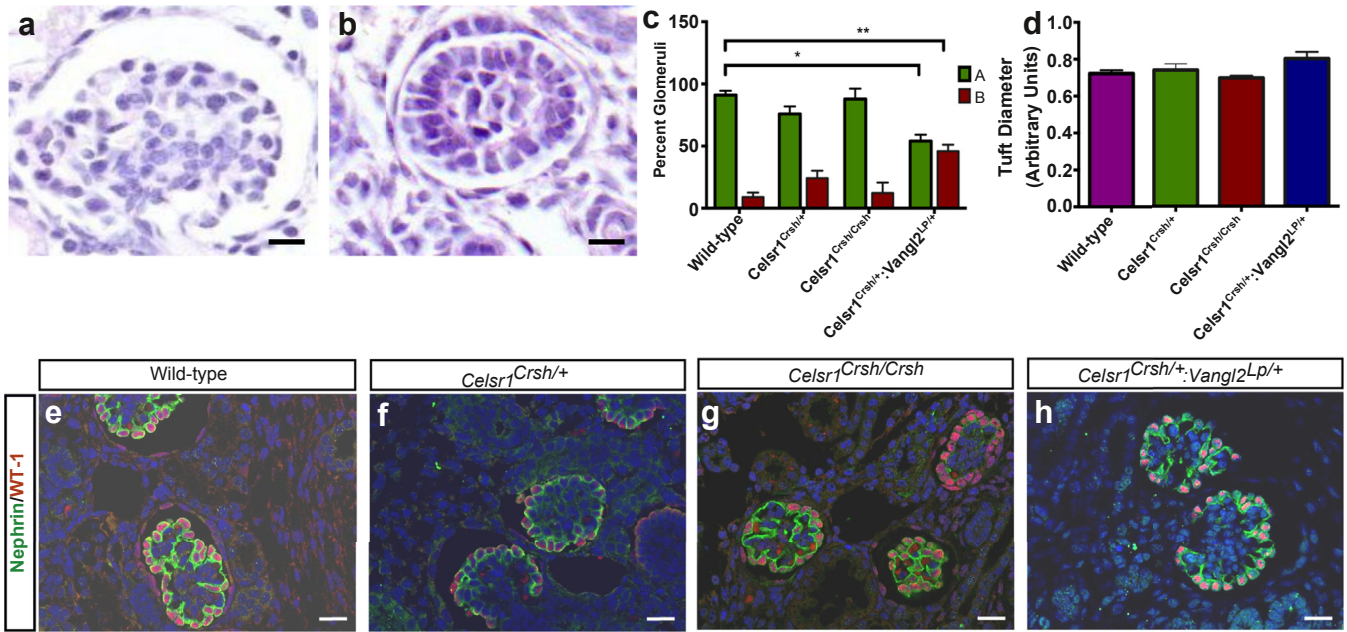 a
b
c
150
100
50
0
Percent Glomeruli
**
*
A
B
Wild-type
Celsr1Crsh/+
Celsr1Crsh/Crsh
Celsr1Crsh/+:Vangl2LP/+
d
1.0
0.8
0.6
0.4
0.2
0.0
Tuft Diameter
(Arbitrary Units)
Wild-type
Celsr1Crsh/+
Celsr1Crsh/Crsh
Celsr1Crsh/+:Vangl2LP/+
Wild-type
Celsr1Crsh/+
Celsr1Crsh/Crsh
Celsr1Crsh/+:Vangl2Lp/+
Nephrin/WT-1
e
f
g
h